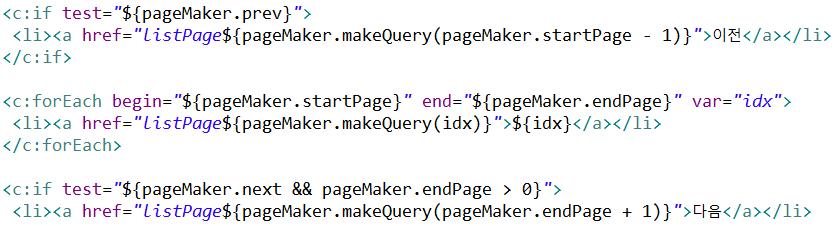 <c:if test="${pageMaker.prev}">
 <li><a href="listPage${pageMaker.makeQuery(pageMaker.startPage - 1)}">이전</a></li>
</c:if>

<c:forEach begin="${pageMaker.startPage}" end="${pageMaker.endPage}" var="idx">
 <li><a href="listPage${pageMaker.makeQuery(idx)}">${idx}</a></li>
</c:forEach>

<c:if test="${pageMaker.next && pageMaker.endPage > 0}">
 <li><a href="listPage${pageMaker.makeQuery(pageMaker.endPage + 1)}">다음</a></li>